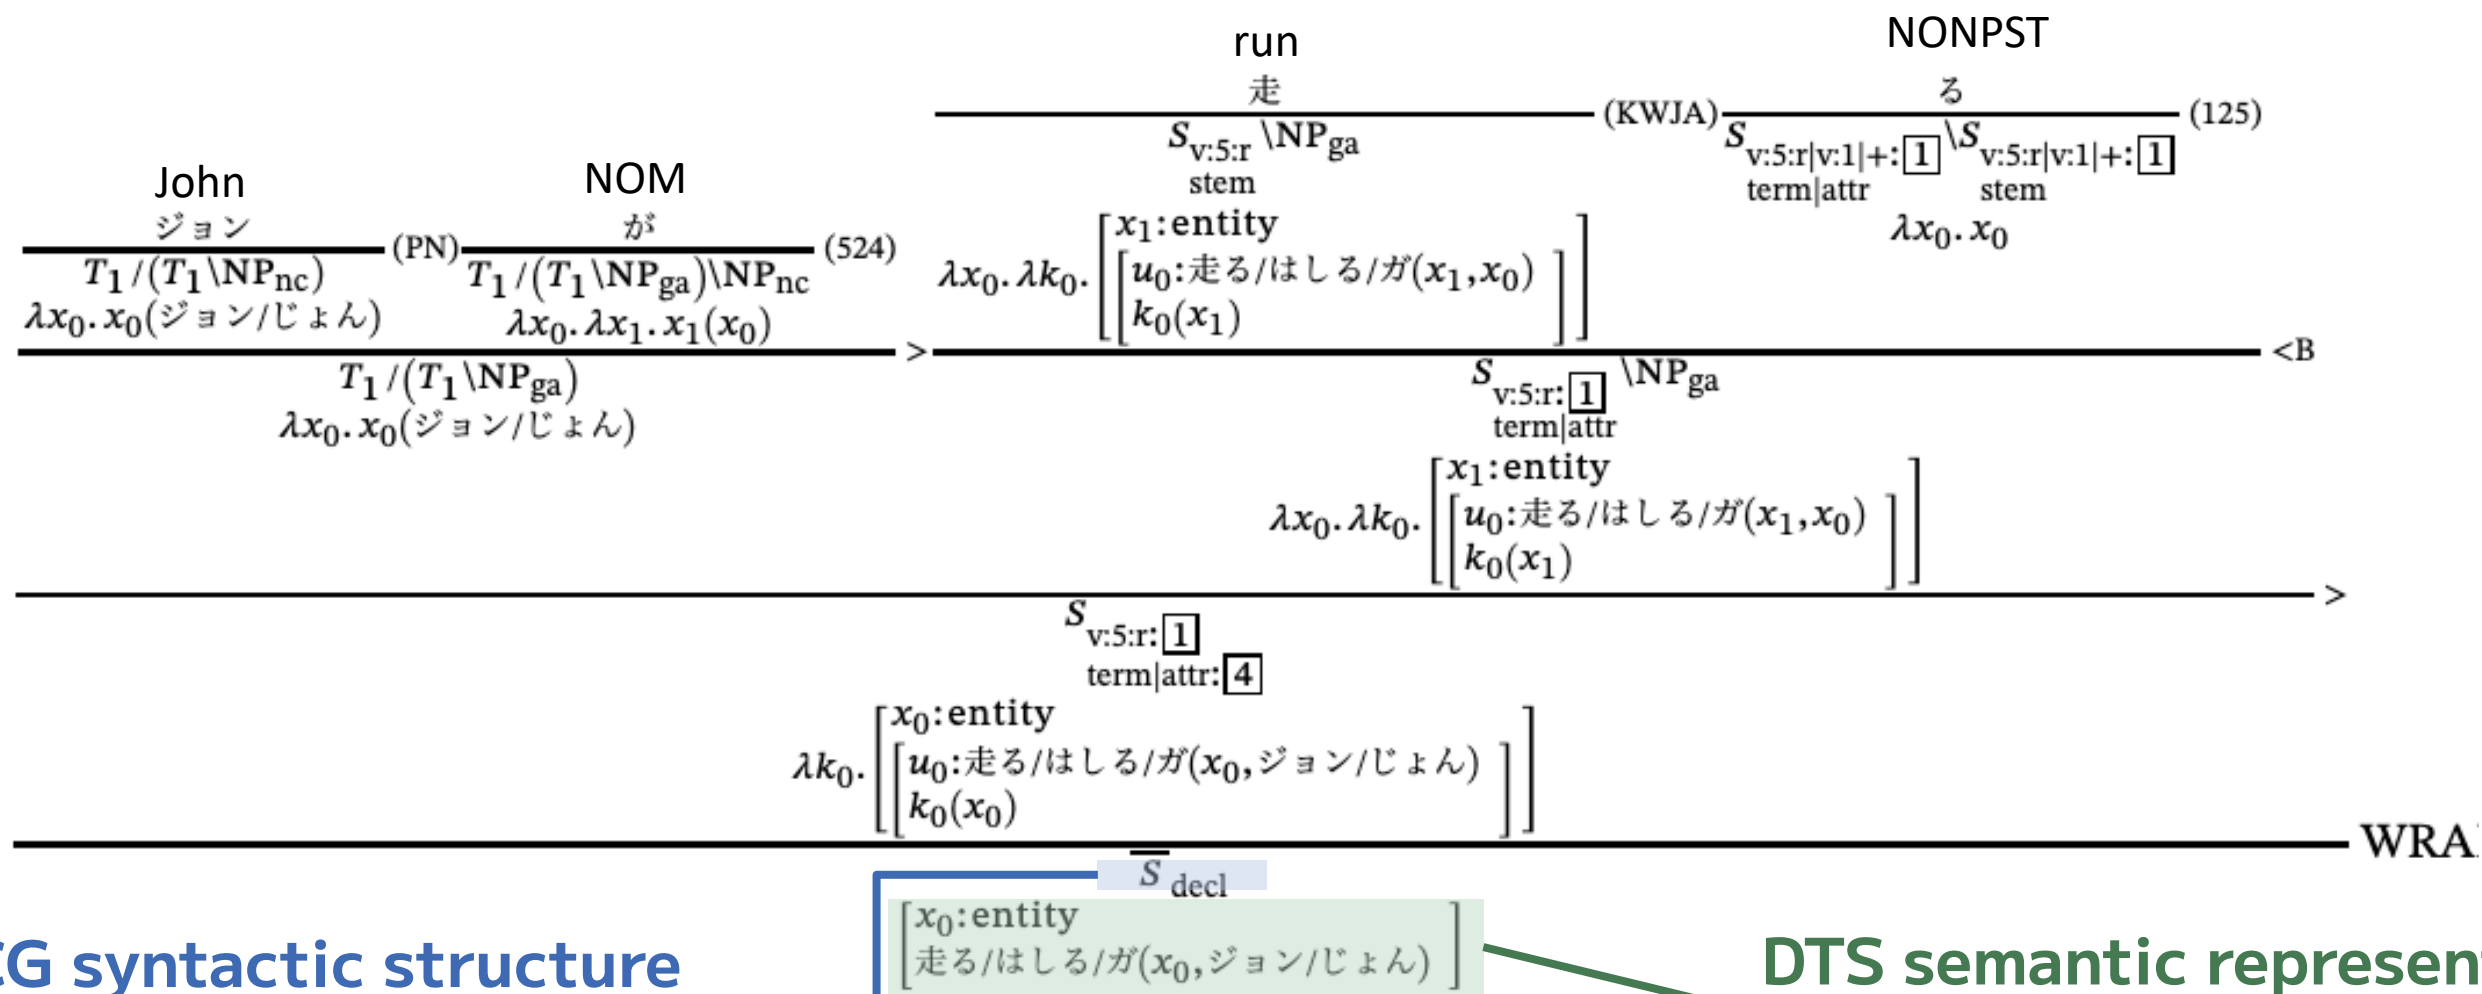 run
NONPST
走
る
(KWJA)
(125)
S v:5:r \NP ga
stem
S v:5:r|v:1|+:1 \S v:5:r|v:1|+:1
term|attr stem
λx0.x0
John
NOM
ジョン
が
(PN)
(524)
T1/(T1\NPnc)
T1/(T1\NPga)\NPnc
λx0.x0(ジョン/じょん)
λx0.λx1.x1(x0)
x1:entity
λx0.λk0. u0:走る/はしる/ガ(x1,x0)
k0(x1)
>
<B
T1/(T1\NPga)
λx0.x0(ジョン/じょん)
S v:5:r:1 \NPga
term|attr
x1:entity
λx0.λk0. u0:走る/はしる/ガ(x1,x0)
k0(x1)
>
S v:5:r:1
term|attr:4
x0:entity
λk0. u0:走る/はしる/ガ(x0,ジョン/じょん)
k0(x0)
S decl
x0:entity
走る/はしる/ガ(x0,ジョン/じょん)
syntactic structure
DTS semantic